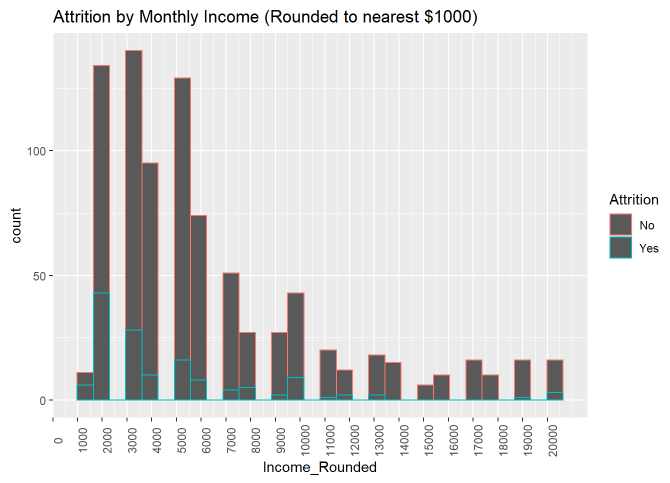 Attrition by Monthly Income (Rounded to nearest $1000)
count
100
50
0
0 1000 2000 3000 4000 5000 6000 7000 8000 9000 10000 11000 12000 13000 14000 15000 16000 17000 18000 19000 20000
Income_Rounded
Attrition
No
Yes